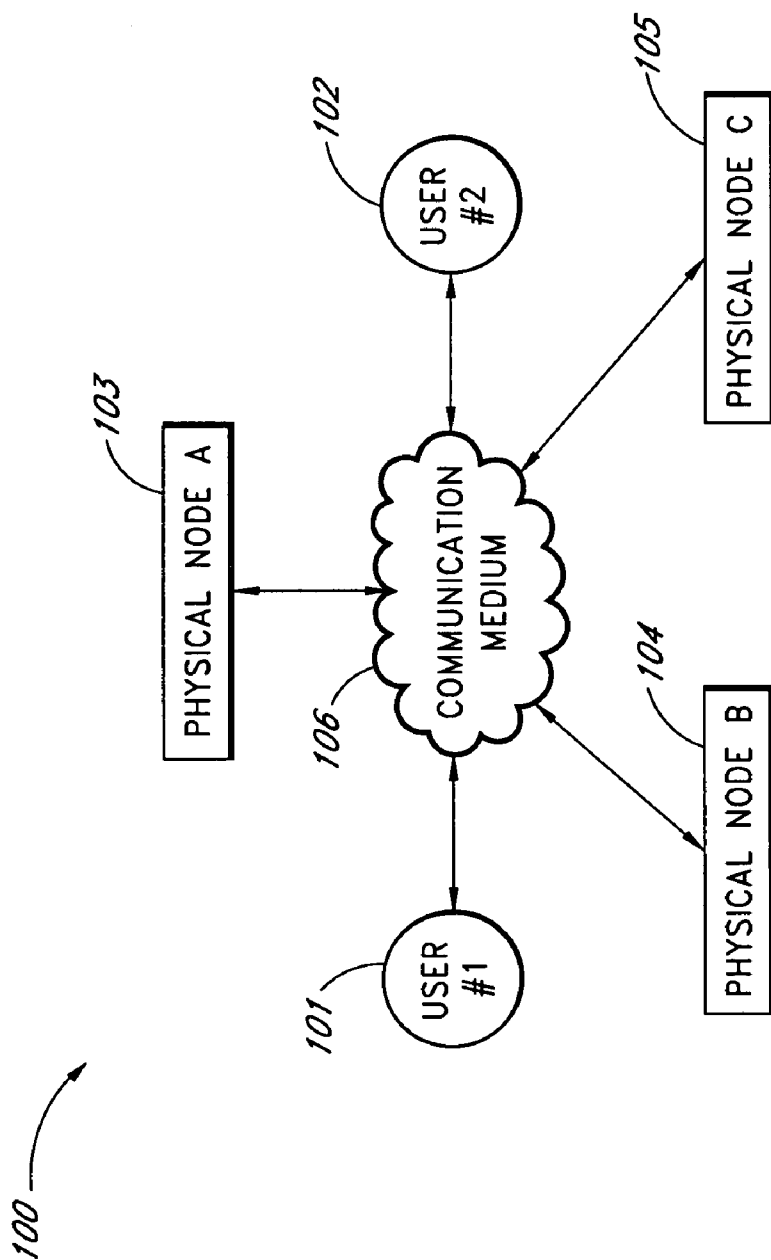 100
103
PHYSICAL NODE A
101
USER
#1
106
COMMUNICATION
MEDIUM
102
USER
#2
104
PHYSICAL NODE B
105
PHYSICAL NODE C